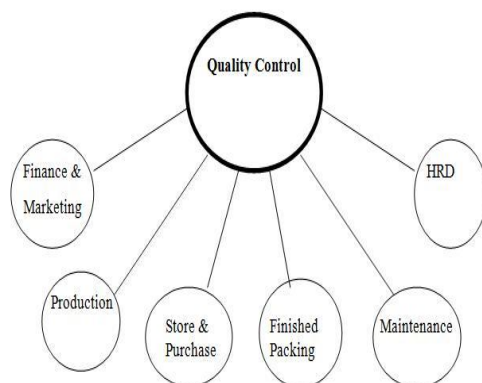 Quality Control
Finance &
Marketing
HRD
Production
Store &
Purchase
Finished
Packing
Maintenance